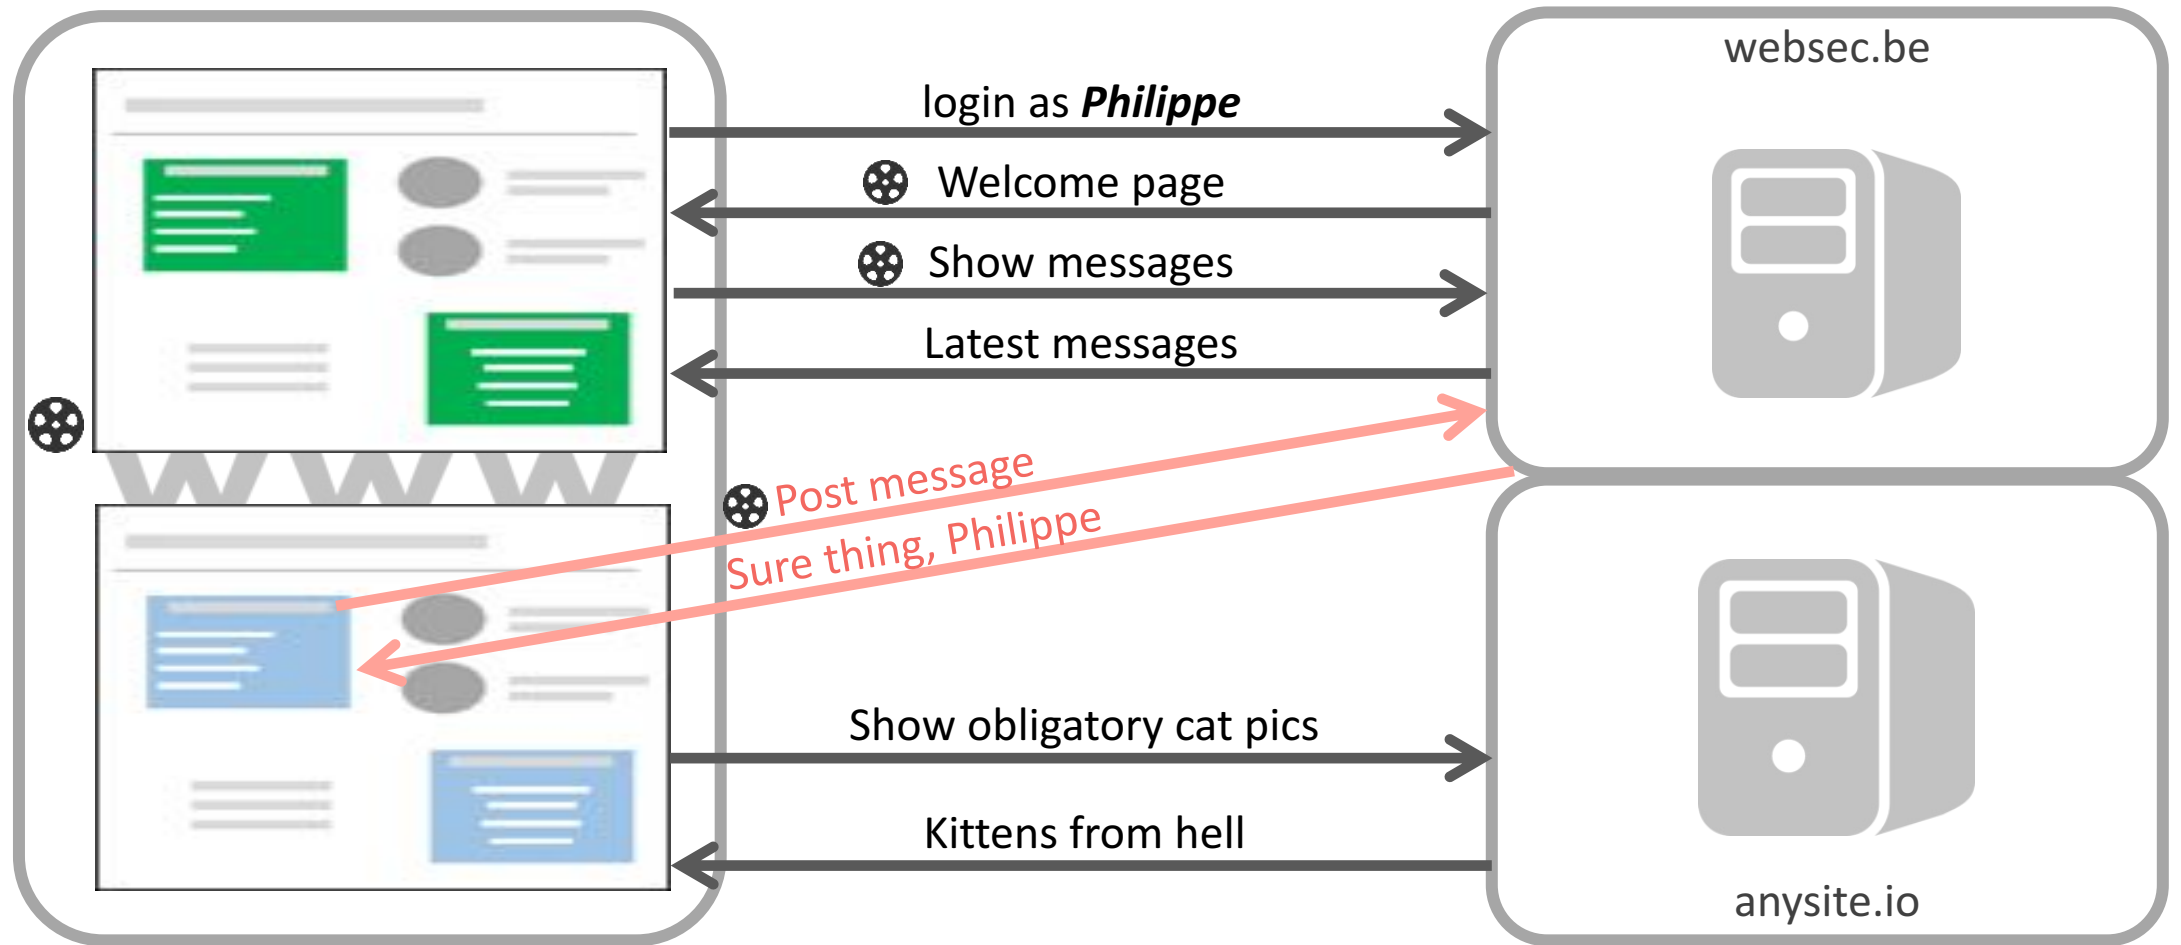 websec.be
login as Philippe
Welcome page
Show messages
Latest messages
WWW
Post message
Sure thing, Philippe
Show obligatory cat pics
Kittens from hell
anysite.io